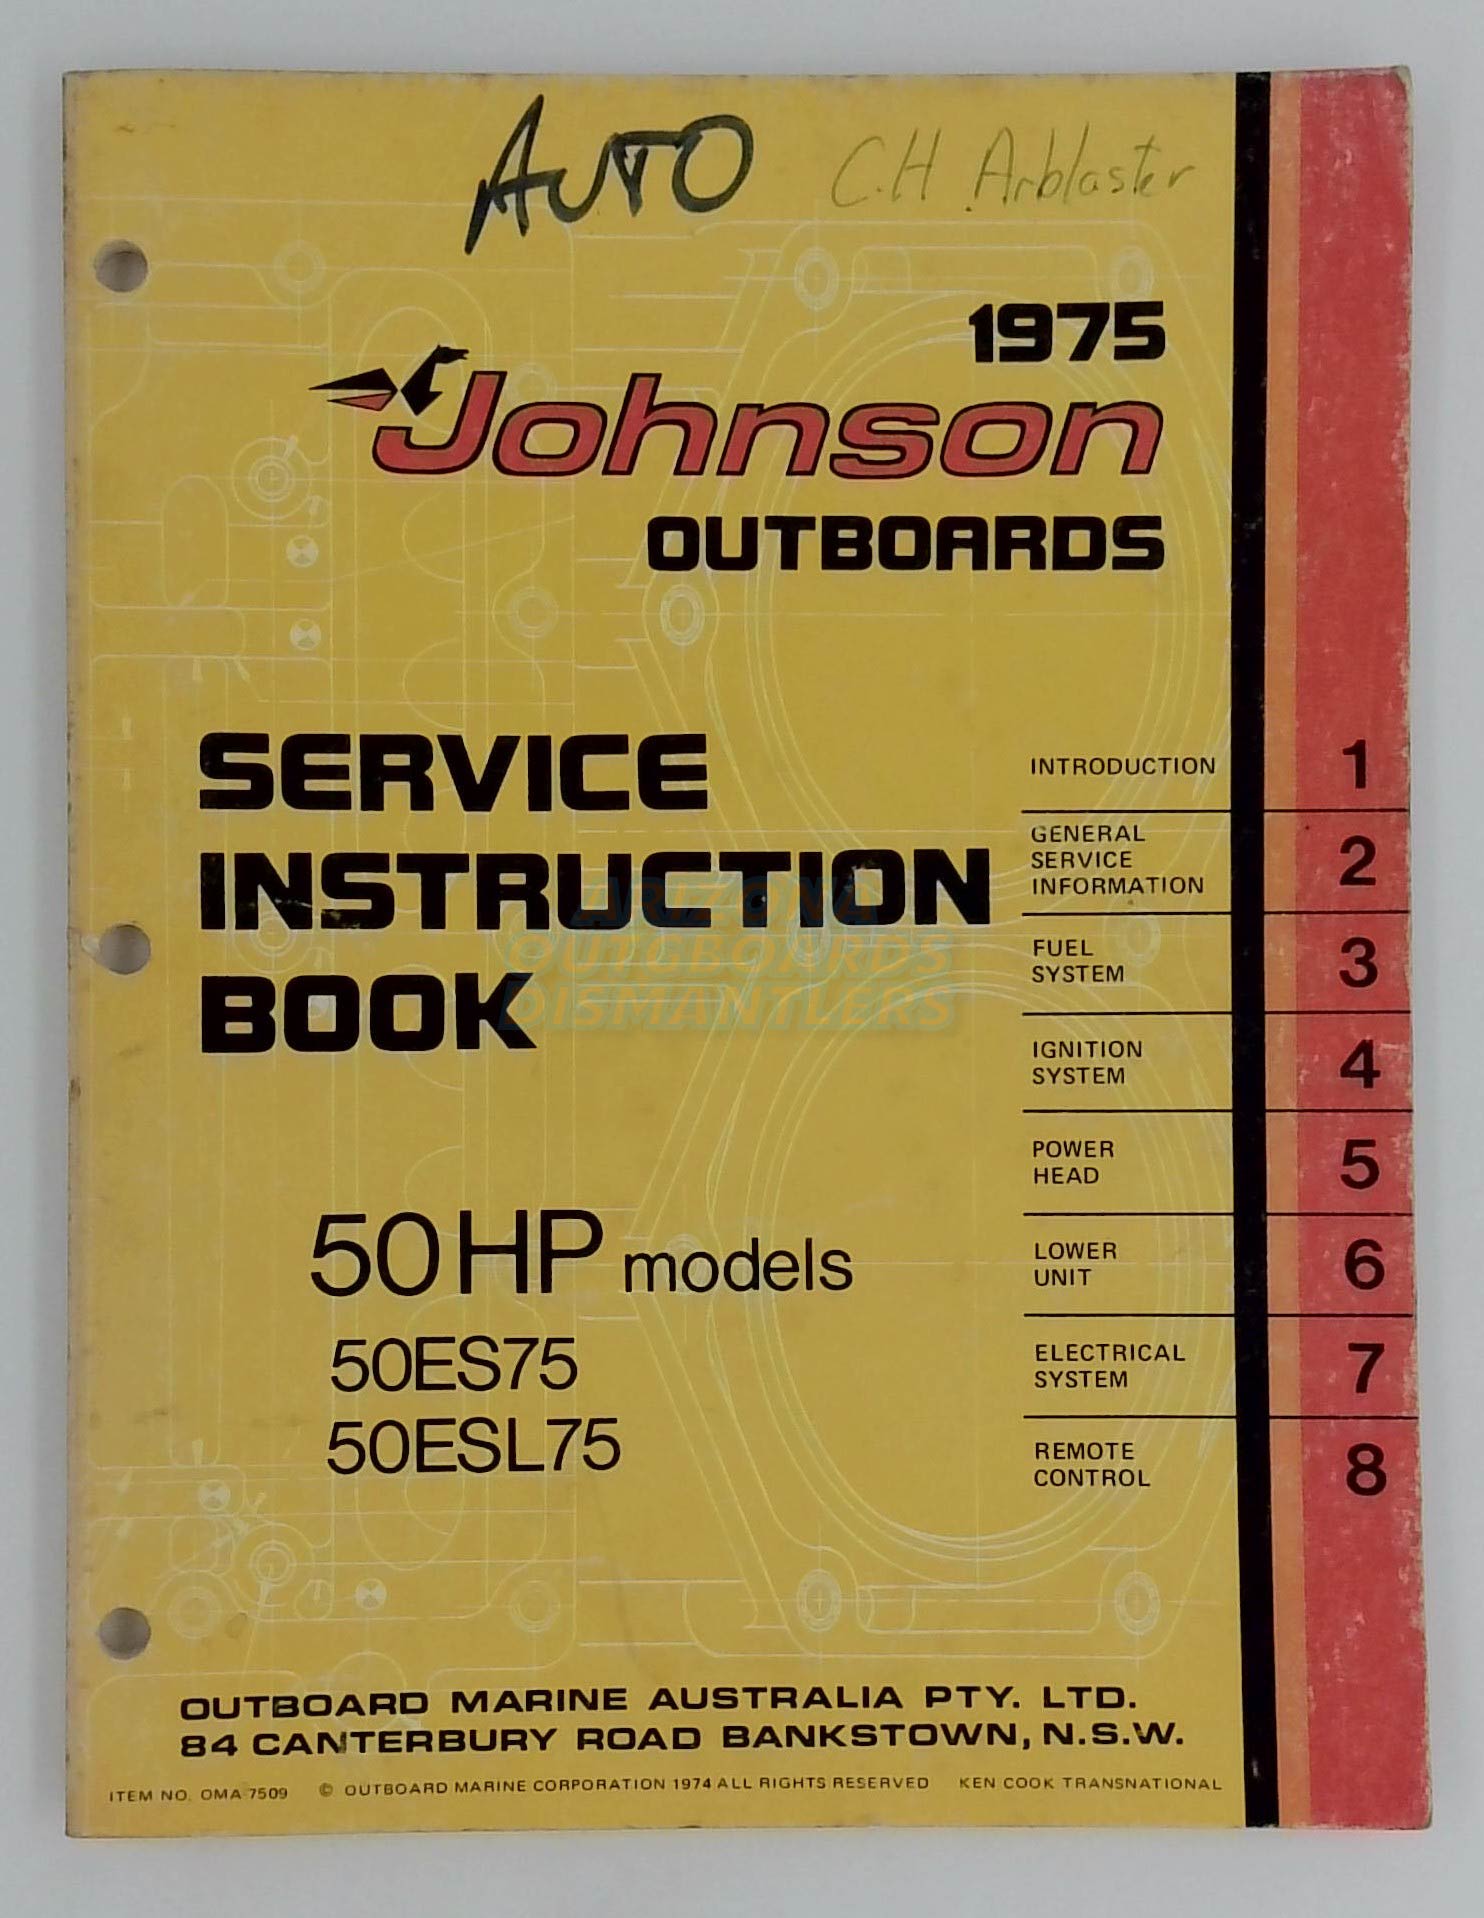 AUTO
C.H. Arblaster
1975
Johnson
OUTBOARDS
SERVICE
INSTRUCTION
BOOK
ARIZONA
OUTGBOARDS
DISMANTLERS
50 HP models
50ES75
50ESL75
INTRODUCTION 1
GENERAL
SERVICE
INFORMATION 2
FUEL
SYSTEM 3
IGNITION
SYSTEM 4
POWER
HEAD 5
LOWER
UNIT 6
ELECTRICAL
SYSTEM 7
REMOTE
CONTROL 8
OUTBOARD MARINE AUSTRALIA PTY. LTD.
84 CANTERBURY ROAD BANKSTOWN, N.S.W.
ITEM NO. OMA 7509 © OUTBOARD MARINE CORPORATION 1974 ALL RIGHTS RESERVED KEN COOK TRANSNATIONAL